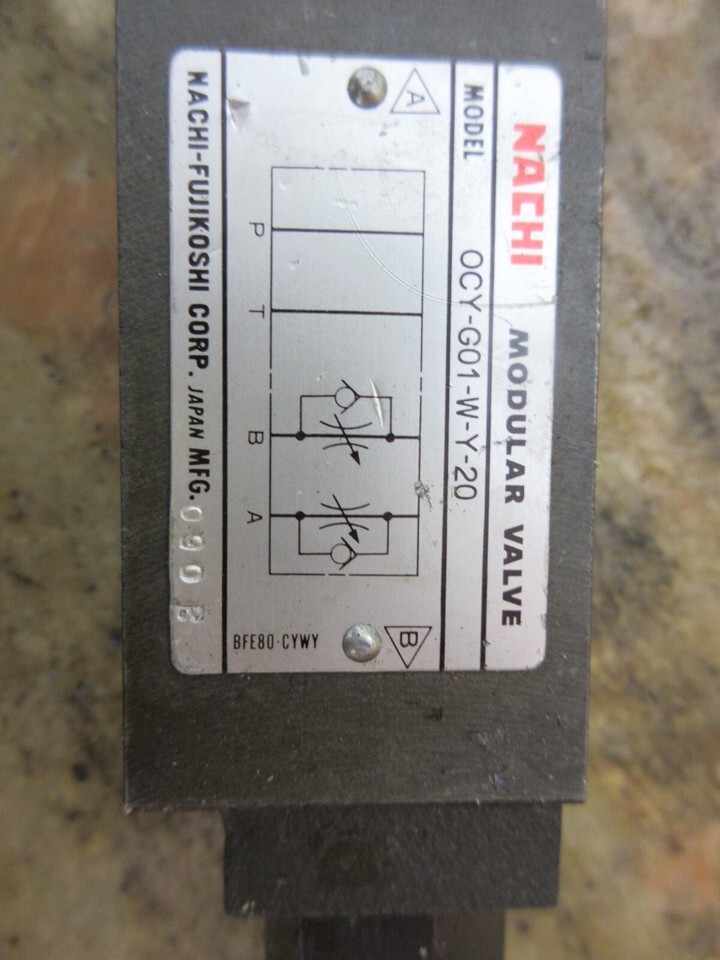 NACHI MODULAR VALVE
MODEL OCY-G01-W-Y-20
A
B
P T B A
BFE80-CYWY
NACHI-FUJIKOSHI CORP. JAPAN MFG.